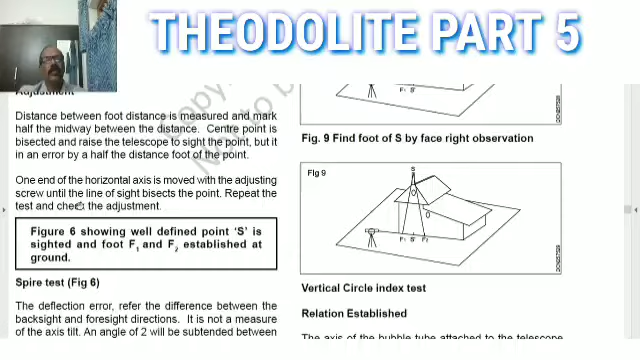 THEODOLITE PART 5
Adjustment
Distance between foot distance is measured and mark
half the midway between the distance. Centre point is
bisected and raise the telescope to sight the point, but it
in an error by a half the distance foot of the point.
One end of the horizontal axis is moved with the adjusting
screw until the line of sight bisects the point. Repeat the
test and check the adjustment.
Figure 6 showing well defined point 'S' is
sighted and foot F1 and F2 established at
ground.
Spire test (Fig 6)
The deflection error, refer the difference between the
backsight and foresight directions. It is not a measure
of the axis tilt. An angle of 2 will be subtended between
F1 S'
Fig. 9 Find foot of S by face right observation
Fig 9
S
F1 S' F2
Vertical Circle index test
Relation Established
The axis of the bubble tube attached to the telescope